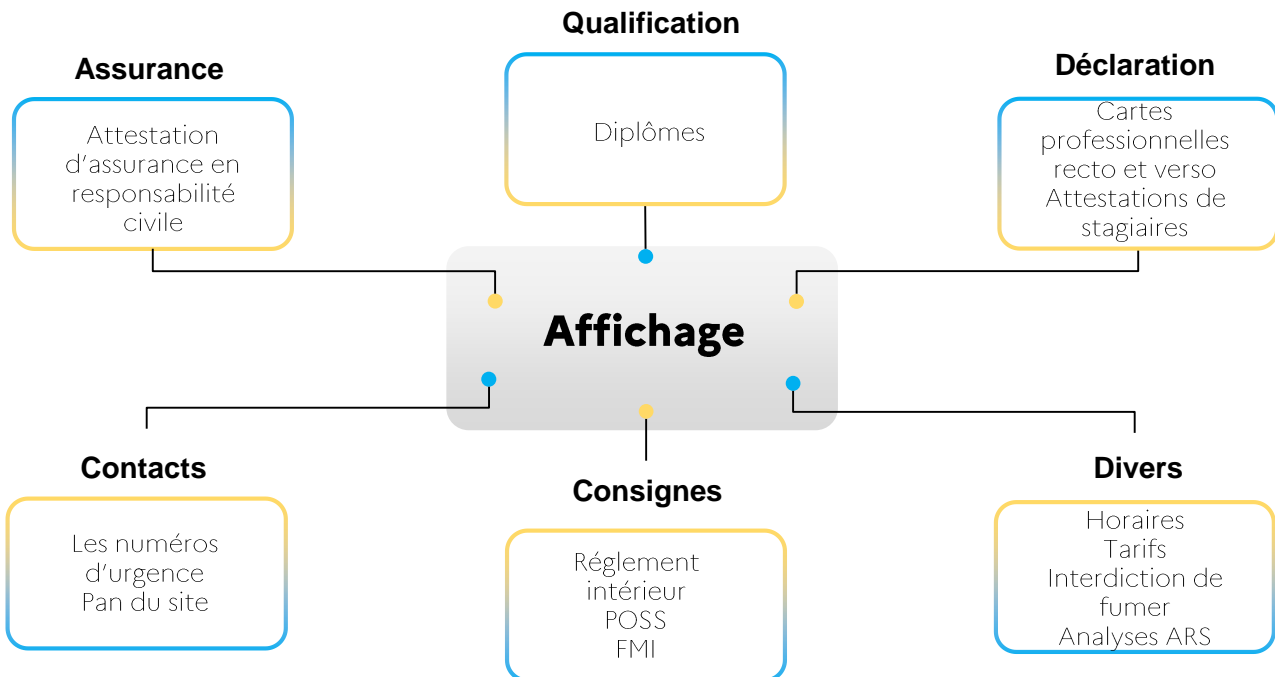 Qualification
Assurance
Déclaration
Attestation
d'assurance en
responsabilité
civile
Diplômes
Cartes
professionnelles
recto et verso
Attestations de
stagiaires
Affichage
Contacts
Consignes
Divers
Les numéros
d'urgence
Pan du site
Réglement
intérieur
POSS
FMI
Horaires
Tarifs
Interdiction de
fumer
Analyses ARS